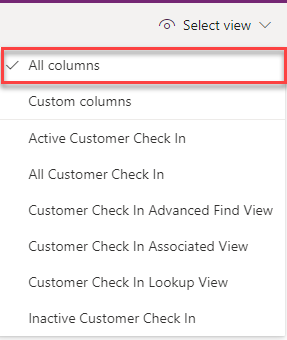 Select view
All columns
Custom columns
Active Customer Check In
All Customer Check In
Customer Check In Advanced Find View
Customer Check In Associated View
Customer Check In Lookup View
Inactive Customer Check In